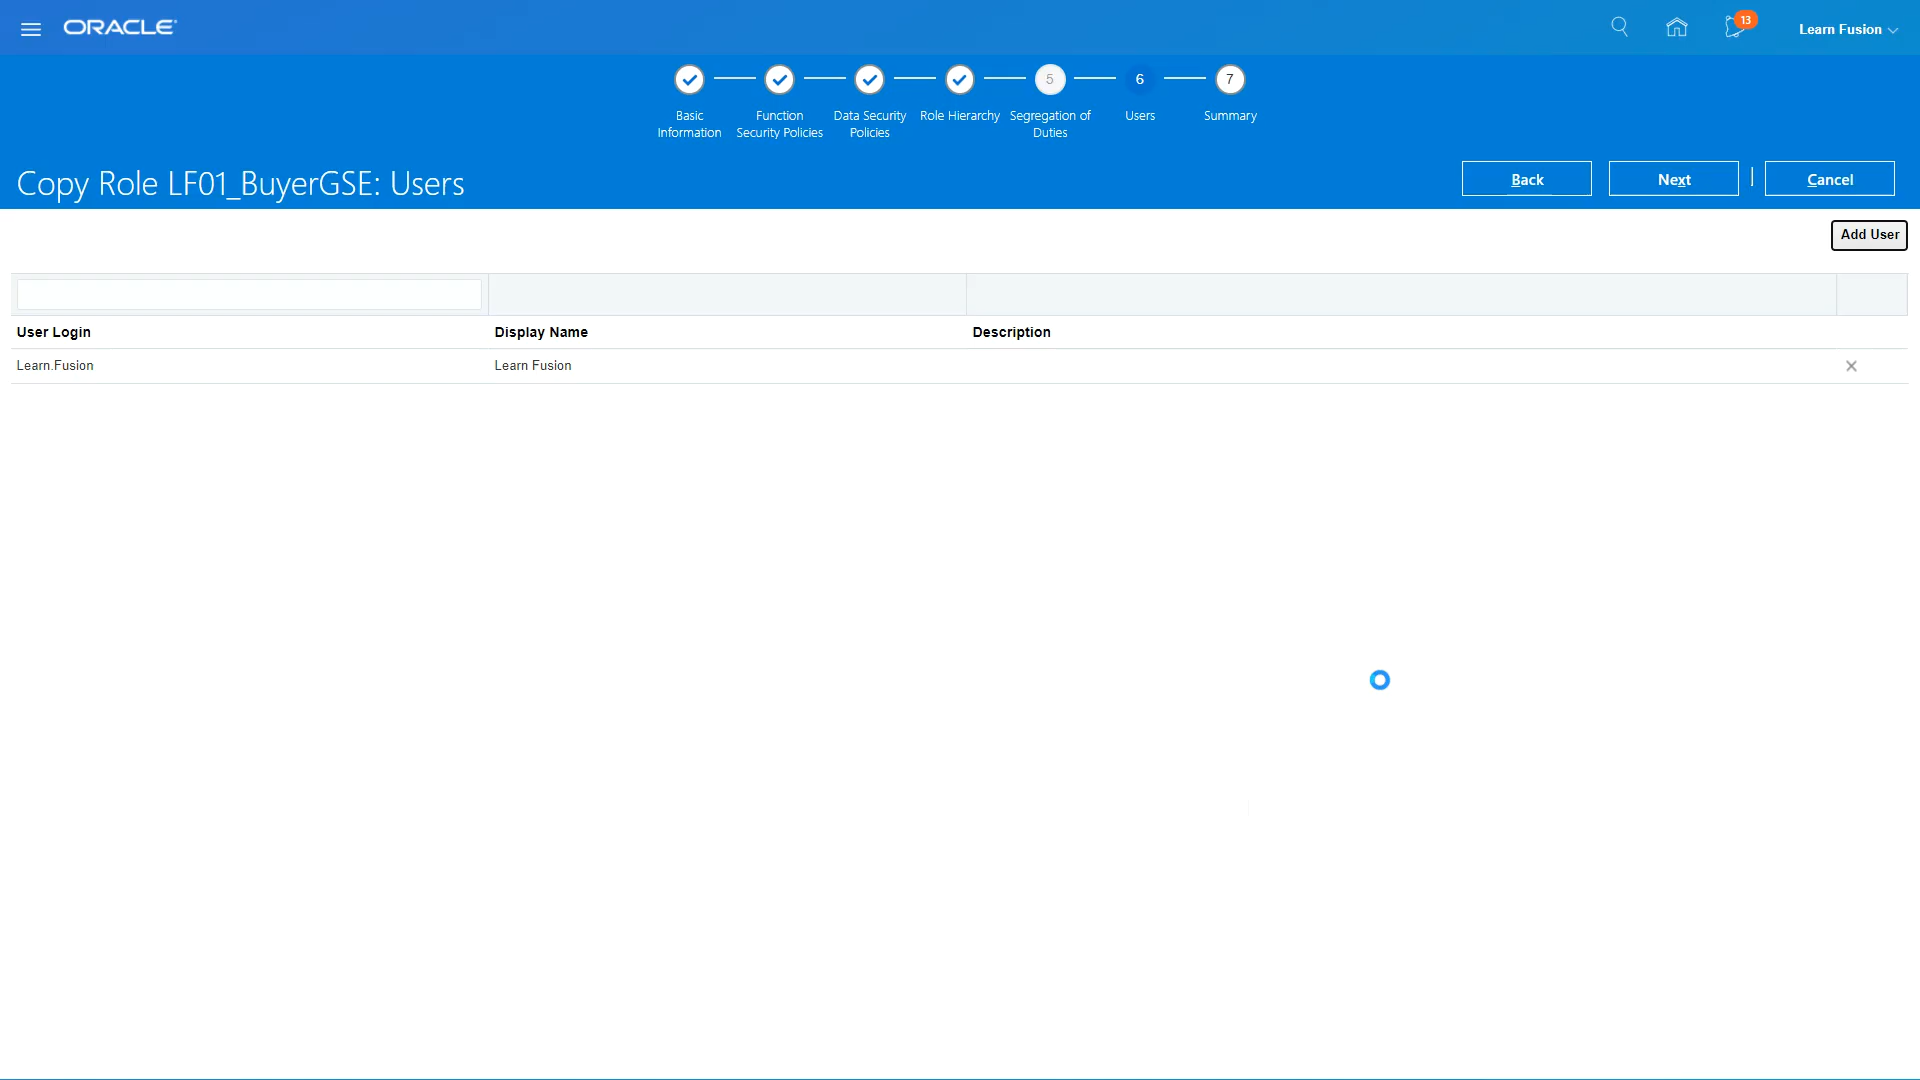 ORACLE
13
Learn Fusion
5
6
7
Basic Information
Function Security Policies
Data Security Policies
Role Hierarchy
Segregation of Duties
Users
Summary
Copy Role LF01_BuyerGSE: Users
Back
Next
Cancel
Add User
User Login
Display Name
Description
Learn.Fusion
Learn Fusion